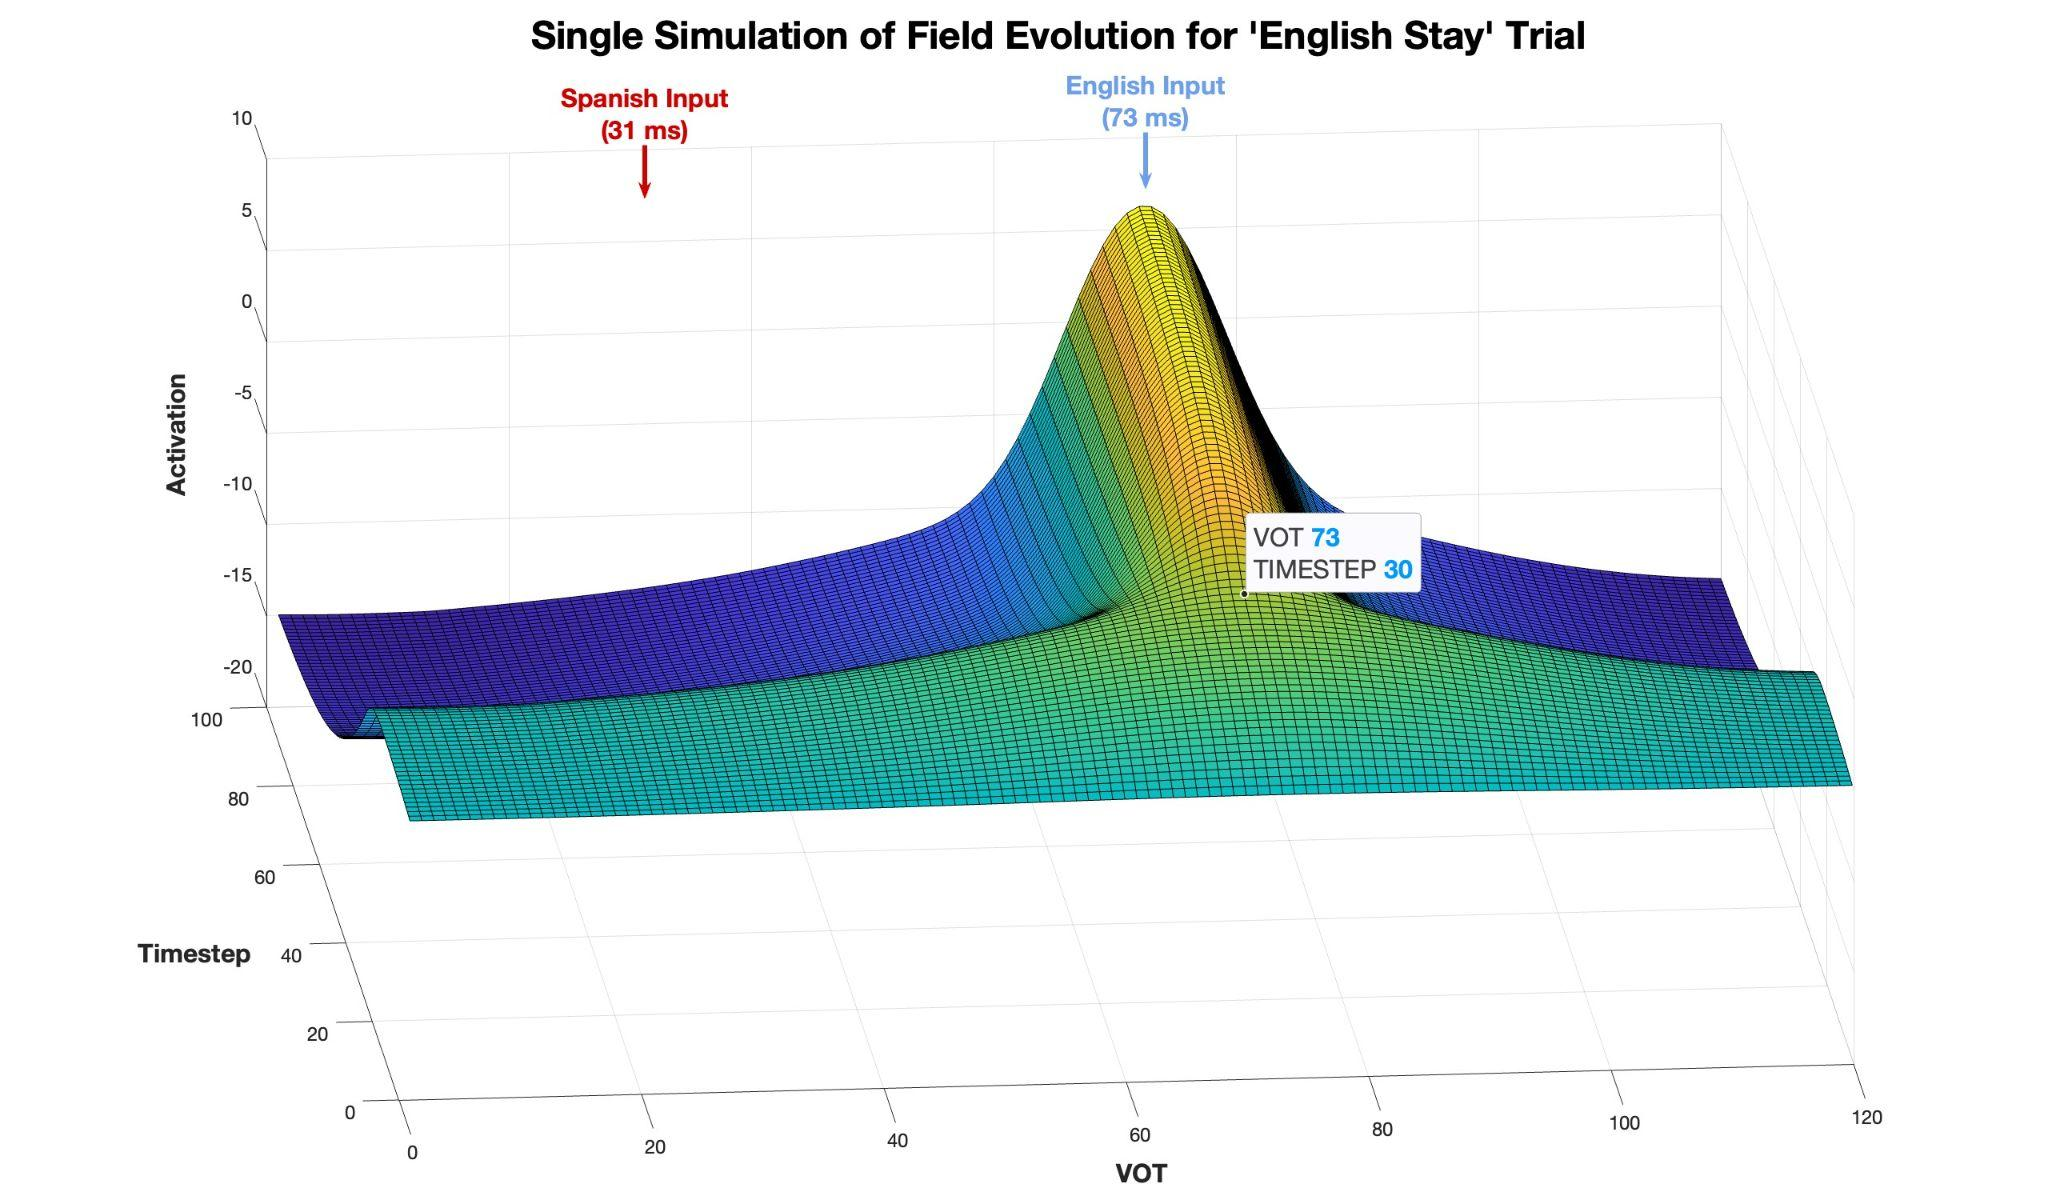 Single Simulation of Field Evolution for 'English Stay' Trial
Spanish Input
(31 ms)
English Input
(73 ms)
10
5
0
-5
-10
-15
-20
Activation
VOT 73
TIMESTEP 30
100
80
60
40
20
0
Timestep
0
20
40
60
80
100
120
VOT